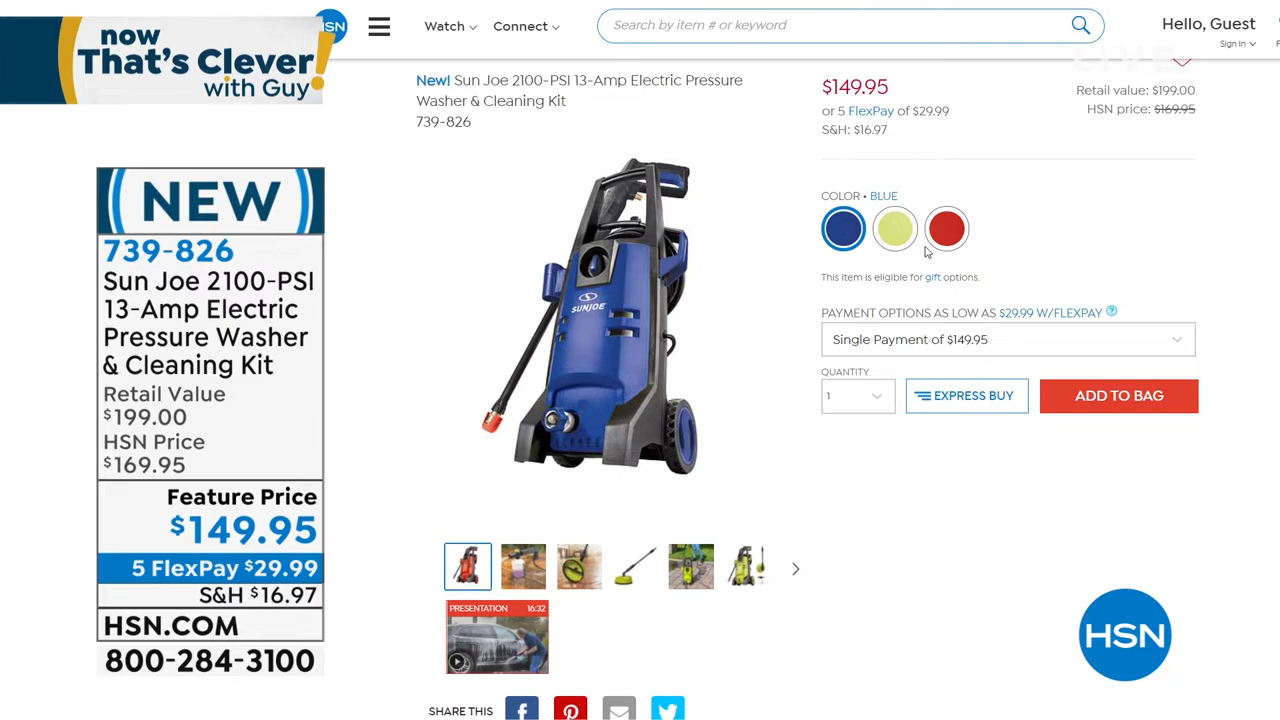 now
That's Clever!
with Guy
HSN
Watch
Connect
Search by item # or keyword
Hello, Guest
Sign In
LIVE
New! Sun Joe 2100-PSI 13-Amp Electric Pressure
Washer & Cleaning Kit
739-826
$149.95
or 5 FlexPay of $29.99
S&H: $16.97
Retail value: $199.00
HSN price: $169.95
COLOR • BLUE
This item is eligible for gift options.
PAYMENT OPTIONS AS LOW AS $29.99 W/FLEXPAY ?
Single Payment of $149.95
QUANTITY
1
EXPRESS BUY
ADD TO BAG
SUNJOE
PRESENTATION 16:32
SHARE THIS
NEW
739-826
Sun Joe 2100-PSI
13-Amp Electric
Pressure Washer
& Cleaning Kit
Retail Value
$199.00
HSN Price
$169.95
Feature Price
$149.95
5 FlexPay $29.99
S&H $16.97
HSN.COM
800-284-3100
HSN